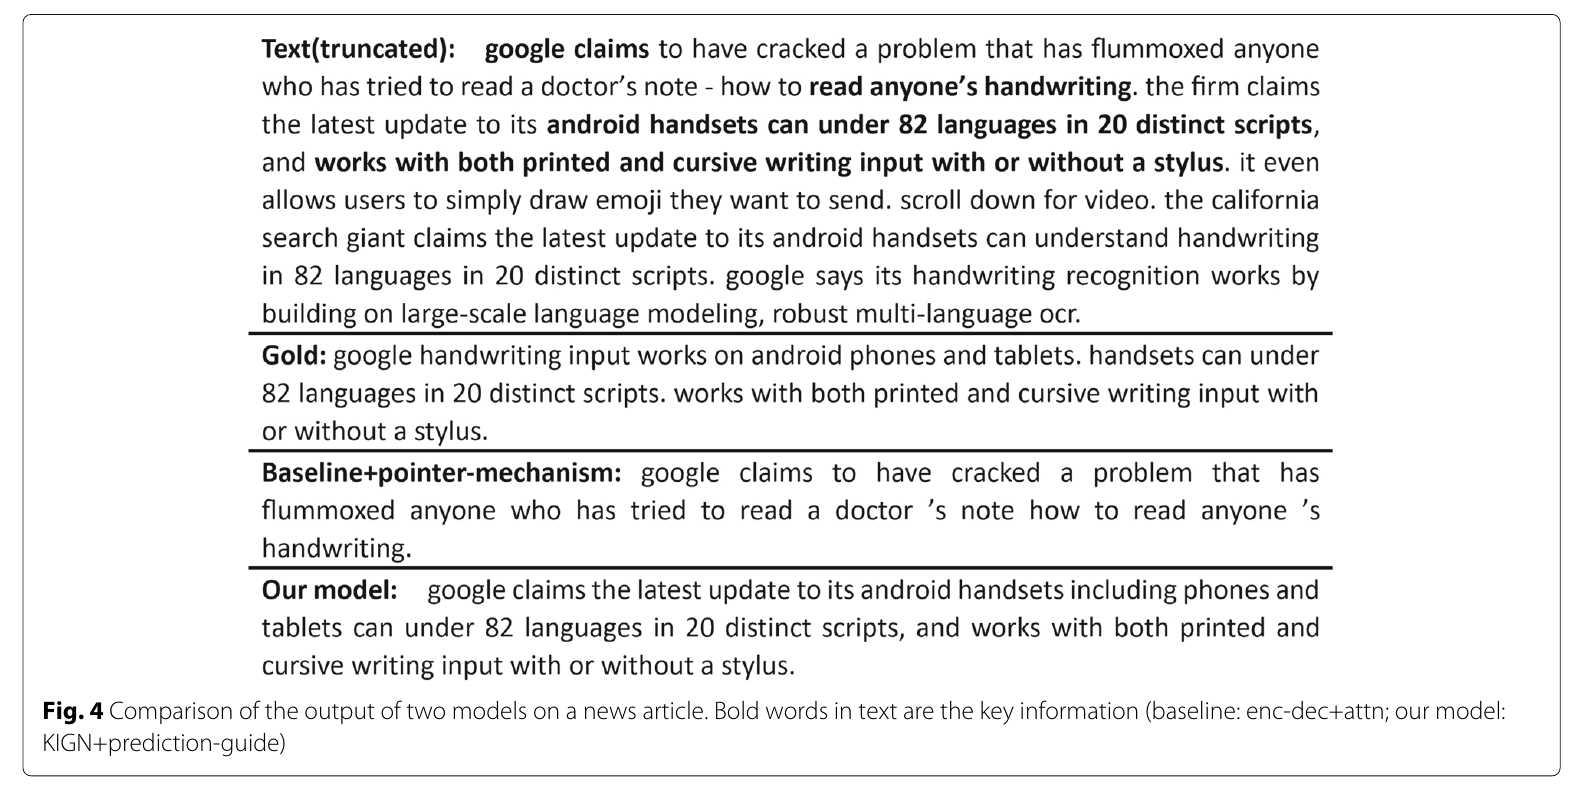 Text(truncated): google claims to have cracked a problem that has flummoxed anyone
who has tried to read a doctor’s note - how to read anyone’s handwriting. the firm claims
the latest update to its android handsets can under 82 languages in 20 distinct scripts,
and works with both printed and cursive writing input with or without a stylus. it even
allows users to simply draw emoji they want to send. scroll down for video. the california
search giant claims the latest update to its android handsets can understand handwriting
in 82 languages in 20 distinct scripts. google says its handwriting recognition works by
building on large-scale language modeling, robust multi-language ocr.
Gold: google handwriting input works on android phones and tablets. handsets can under
82 languages in 20 distinct scripts. works with both printed and cursive writing input with
or without a stylus.
Baseline+pointer-mechanism: google claims to have cracked a problem that has
flummoxed anyone who has tried to read a doctor ’s note how to read anyone ’s
handwriting.
Our model: google claims the latest update to its android handsets including phones and
tablets can under 82 languages in 20 distinct scripts, and works with both printed and
cursive writing input with or without a stylus.
Fig. 4 Comparison of the output of two models on a news article. Bold words in text are the key information (baseline: enc-dec+attn; our model:
KIGN+prediction-guide)